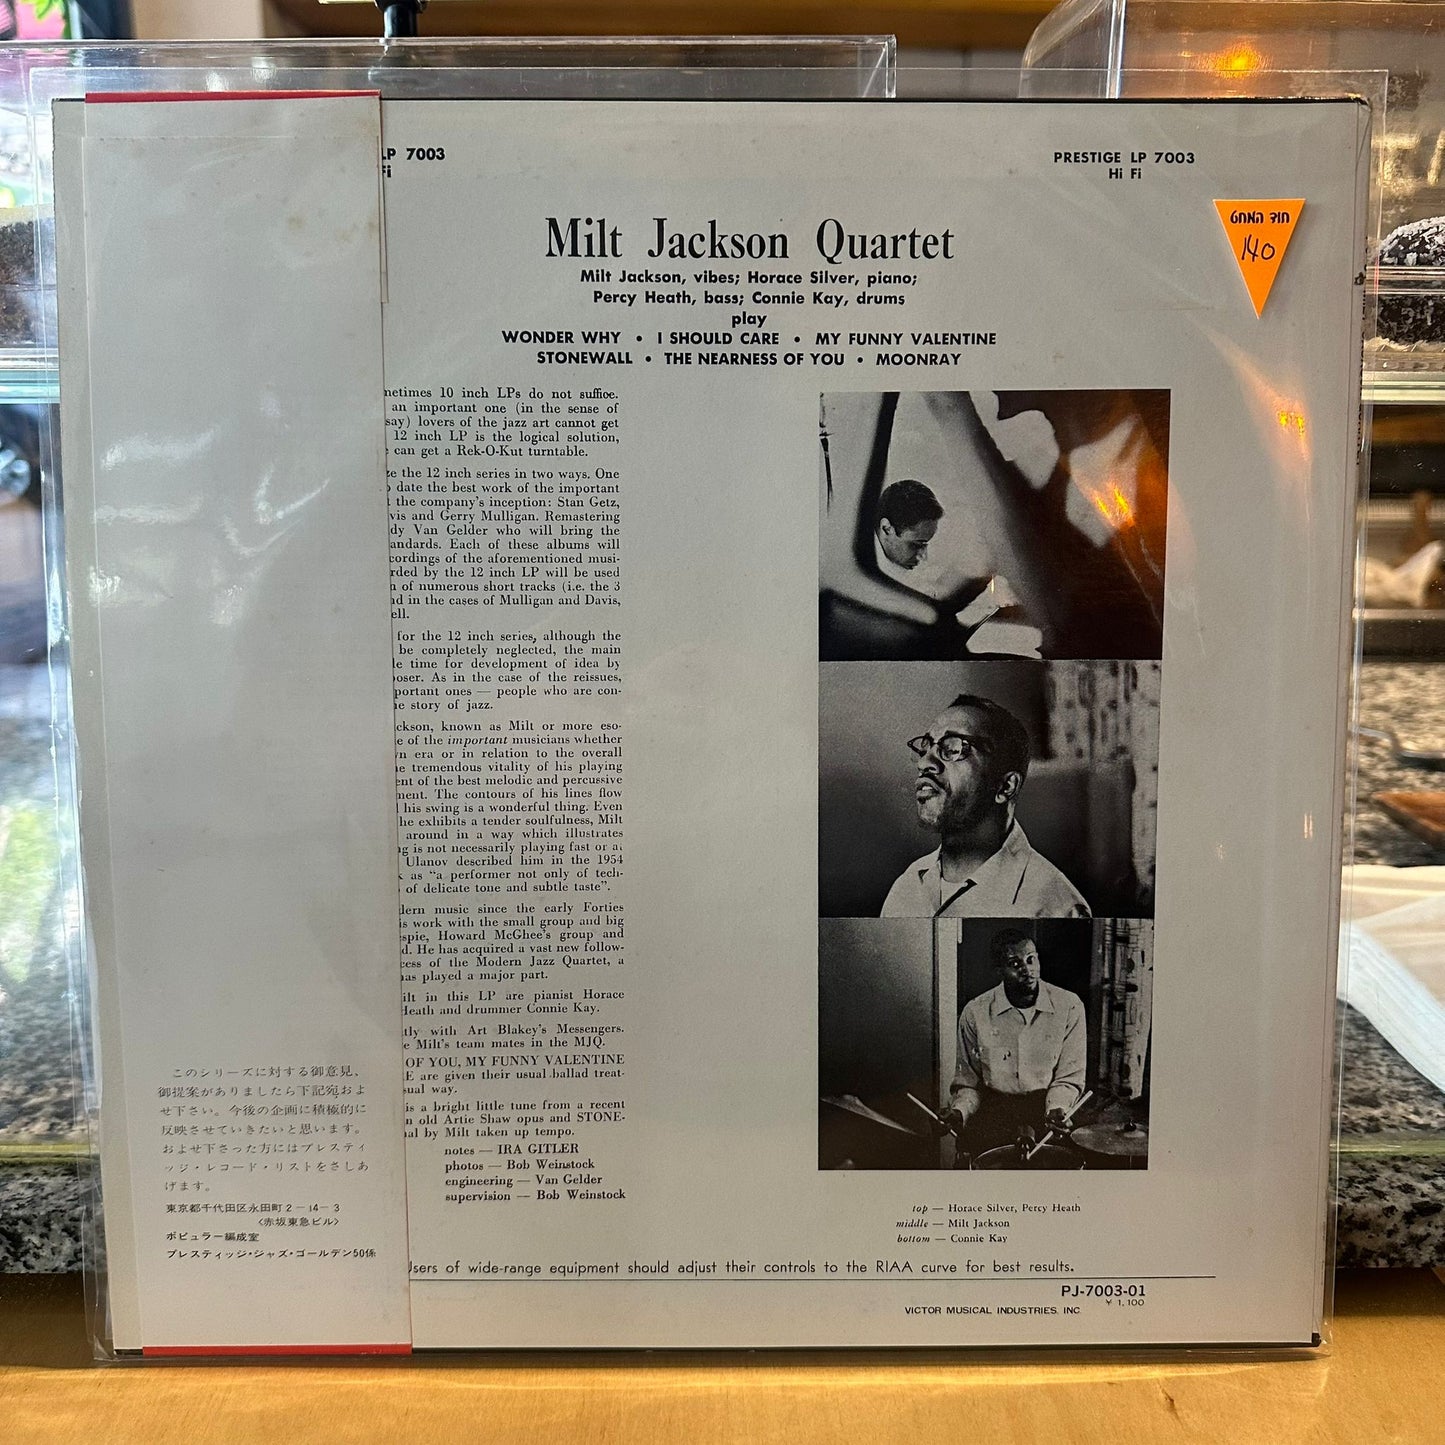 LP 7003
Fi
PRESTIGE LP 7003
Hi Fi
חוד המחט
140
Milt Jackson Quartet
Milt Jackson, vibes; Horace Silver, piano;
Percy Heath, bass; Connie Kay, drums
play
WONDER WHY • I SHOULD CARE • MY FUNNY VALENTINE
STONEWALL • THE NEARNESS OF YOU • MOONRAY
netimes 10 inch LPs do not suffice.
an important one (in the sense of
say) lovers of the jazz art cannot get
12 inch LP is the logical solution,
can get a Rek-O-Kut turntable.
ze the 12 inch series in two ways. One
o date the best work of the important
t the company's inception: Stan Getz,
vis and Gerry Mulligan. Remastering
dy Van Gelder who will bring the
andards. Each of these albums will
cordings of the aforementioned musi-
rded by the 12 inch LP will be used
n of numerous short tracks (i.e. the 3
nd in the cases of Mulligan and Davis,
ell.
for the 12 inch series, although the
be completely neglected, the main
le time for development of idea by
poser. As in the case of the reissues,
portant ones — people who are con-
he story of jazz.
ckson, known as Milt or more eso-
e of the important musicians whether
vn era or in relation to the overall
he tremendous vitality of his playing
ent of the best melodic and percussive
ment. The contours of his lines flow
his swing is a wonderful thing. Even
he exhibits a tender soulfulness, Milt
around in a way which illustrates
ng is not necessarily playing fast or at
Ulanov described him in the 1954
k as "a performer not only of tech-
of delicate tone and subtle taste".
dern music since the early Forties
is work with the small group and big
espie, Howard McGhee's group and
d. He has acquired a vast new follow-
cess of the Modern Jazz Quartet, a
has played a major part.
ilt in this LP are pianist Horace
Heath and drummer Connie Kay.
tly with Art Blakey's Messengers.
e Milt's team mates in the MJQ.
OF YOU, MY FUNNY VALENTINE
E are given their usual ballad treat-
sual way.
is a bright little tune from a recent
n old Artie Shaw opus and STONE-
nal by Milt taken up tempo.
notes — IRA GITLER
photos — Bob Weinstock
engineering — Van Gelder
supervision — Bob Weinstock
top — Horace Silver, Percy Heath
middle — Milt Jackson
bottom — Connie Kay
このシリーズに対する御意見、
御提案がありましたら下記宛およ
せ下さい。今後の企画に積極的に
反映させていきたいと思います。
およせ下さった方にはプレスティ
ッジ・レコード・リストをさしあ
げます。
東京都千代田区永田町2-14-3
〈赤坂東急ビル〉
ポピュラー編成室
プレスティッジ・ジャズ・ゴールデン50係
Users of wide-range equipment should adjust their controls to the RIAA curve for best results.
PJ-7003-01
¥ 1,100
VICTOR MUSICAL INDUSTRIES, INC.